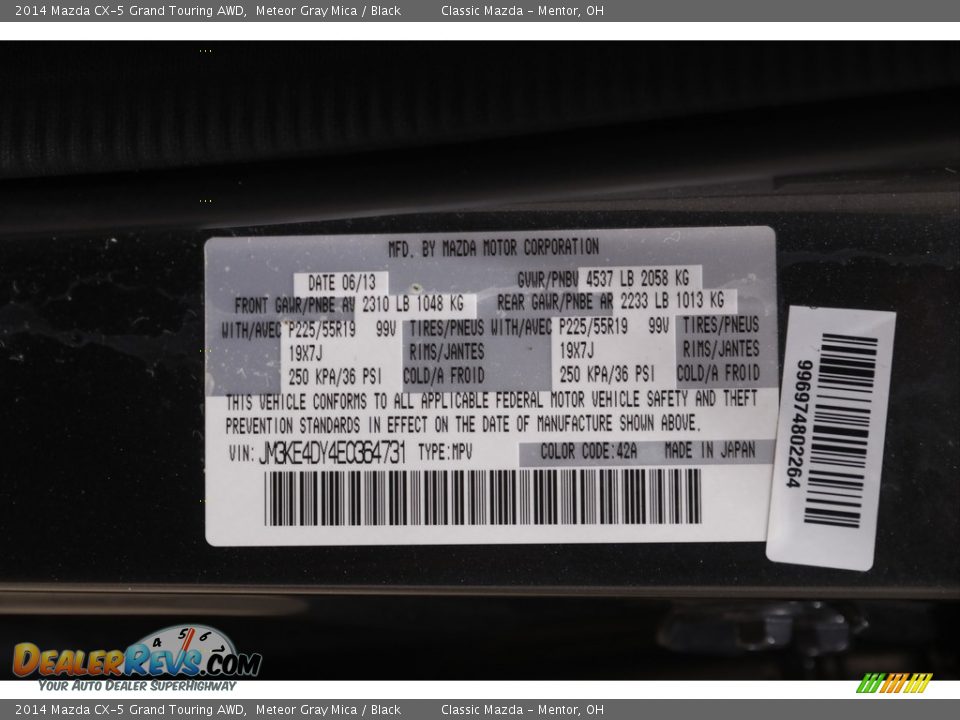 2014 Mazda CX-5 Grand Touring AWD, Meteor Gray Mica / Black Classic Mazda - Mentor, OH
MFD. BY MAZDA MOTOR CORPORATION
DATE 06/13 GVWR/PNBV 4537 LB 2058 KG
FRONT GAWR/PNBE AV 2310 LB 1048 KG REAR GAWR/PNBE AR 2233 LB 1013 KG
WITH/AVEC P225/55R19 99V TIRES/PNEUS WITH/AVEC P225/55R19 99V TIRES/PNEUS
19X7J RIMS/JANTES 19X7J RIMS/JANTES
250 KPA/36 PSI COLD/A FROID 250 KPA/36 PSI COLD/A FROID
THIS VEHICLE CONFORMS TO ALL APPLICABLE FEDERAL MOTOR VEHICLE SAFETY AND THEFT
PREVENTION STANDARDS IN EFFECT ON THE DATE OF MANUFACTURE SHOWN ABOVE.
VIN: JM3KE4DY4E0364731 TYPE:MPV COLOR CODE:42A MADE IN JAPAN
996974802264
4 5 6 7
DEALERREVS.COM
YOUR AUTO DEALER SUPERHIGHWAY
2014 Mazda CX-5 Grand Touring AWD, Meteor Gray Mica / Black Classic Mazda - Mentor, OH